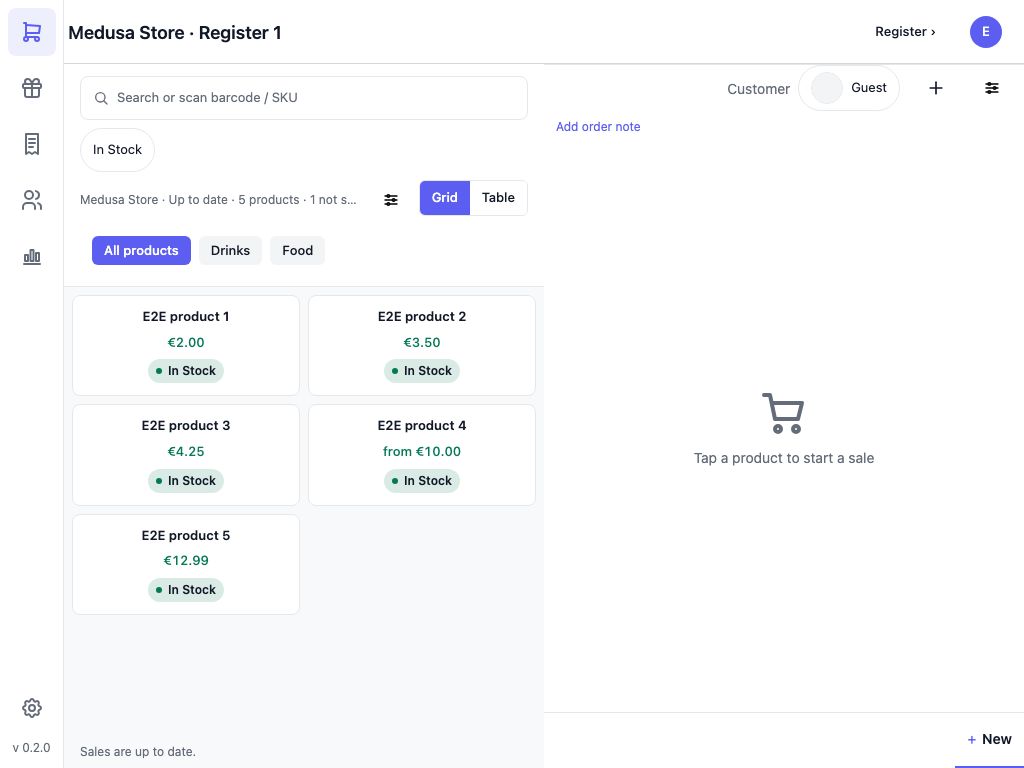 Medusa Store · Register 1
Register ›
E
Search or scan barcode / SKU
Customer
Guest
Add order note
In Stock
Medusa Store · Up to date · 5 products · 1 not s...
Grid
Table
All products
Drinks
Food
E2E product 1
€2.00
In Stock
E2E product 2
€3.50
In Stock
E2E product 3
€4.25
In Stock
E2E product 4
from €10.00
In Stock
E2E product 5
€12.99
In Stock
Tap a product to start a sale
+ New
v 0.2.0
Sales are up to date.